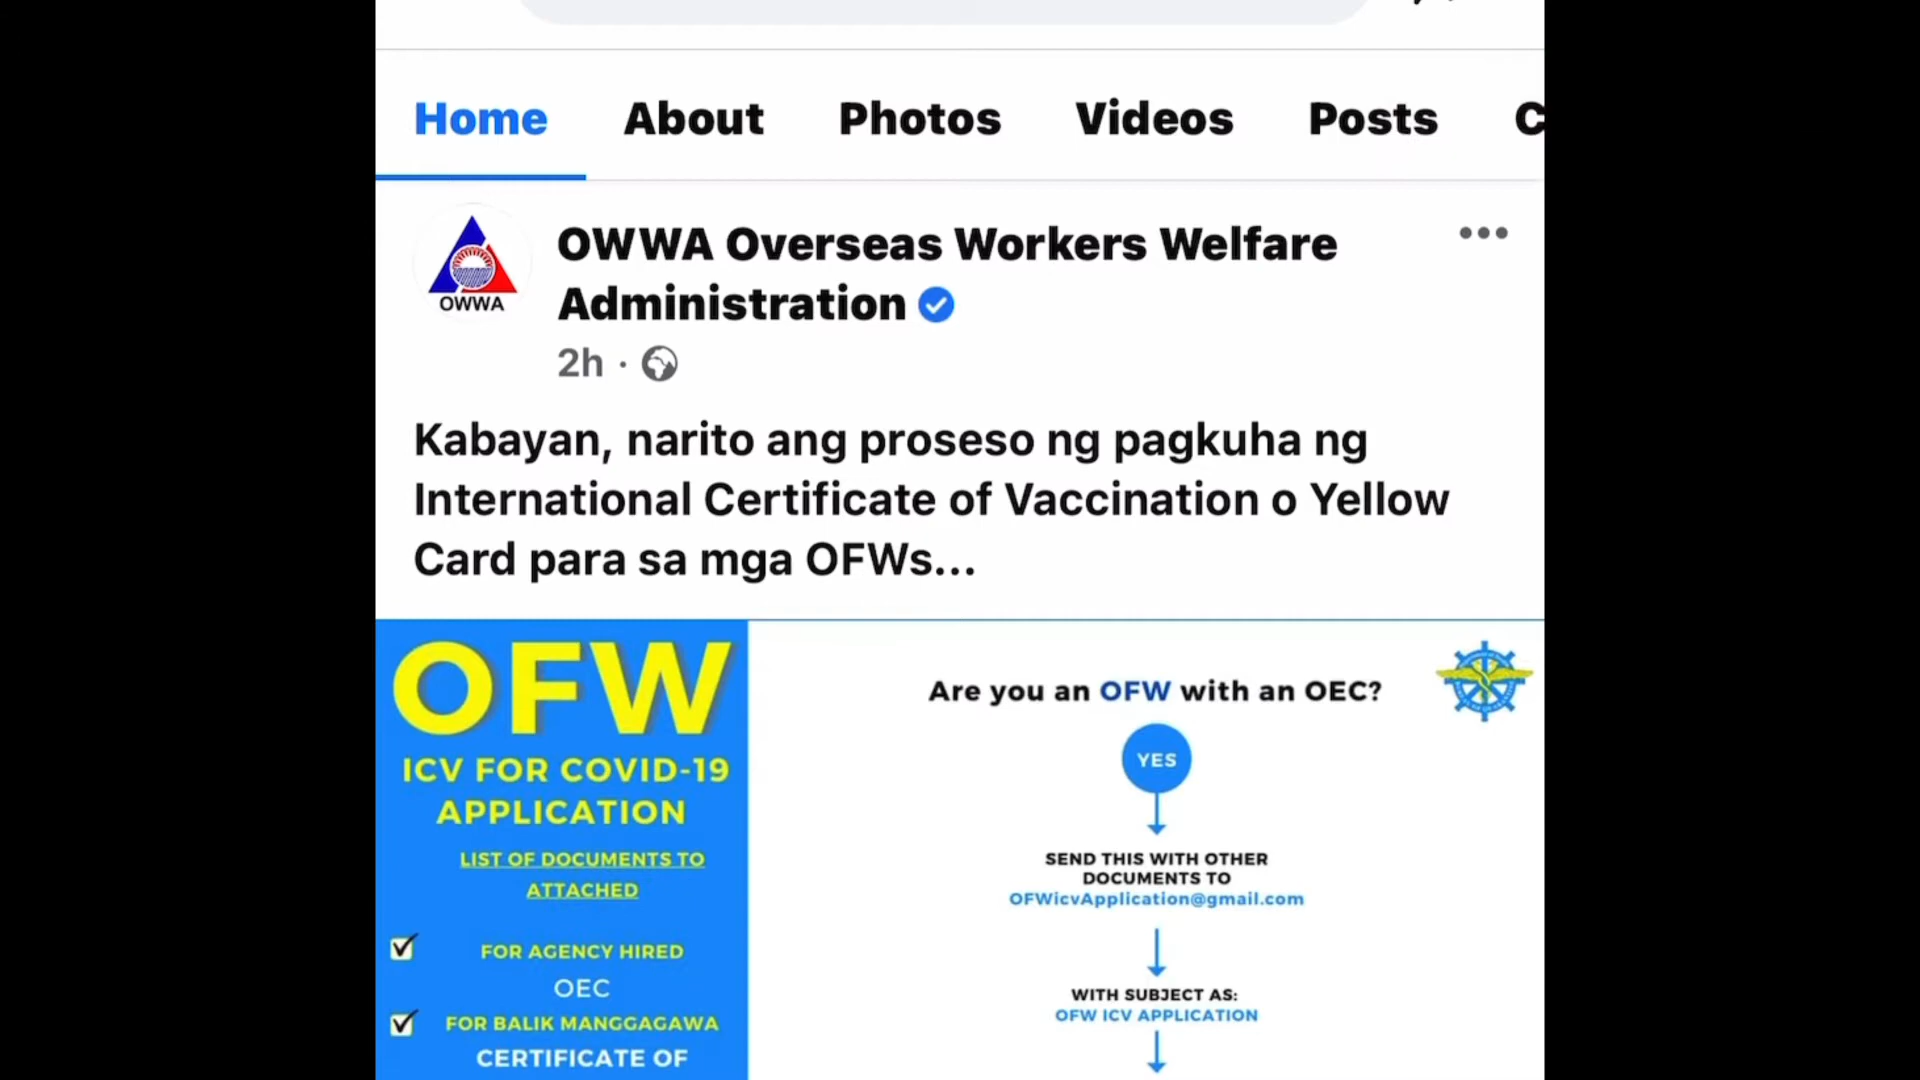 Home About Photos Videos Posts C
OWWA Overseas Workers Welfare
Administration
OWWA
2h ·
Kabayan, narito ang proseso ng pagkuha ng
International Certificate of Vaccination o Yellow
Card para sa mga OFWs...
OFW
ICV FOR COVID-19
APPLICATION
LIST OF DOCUMENTS TO
ATTACHED
FOR AGENCY HIRED
OEC
FOR BALIK MANGGAGAWA
CERTIFICATE OF
Are you an OFW with an OEC?
YES
SEND THIS WITH OTHER
DOCUMENTS TO
OFWicvApplication@gmail.com
WITH SUBJECT AS:
OFW ICV APPLICATION